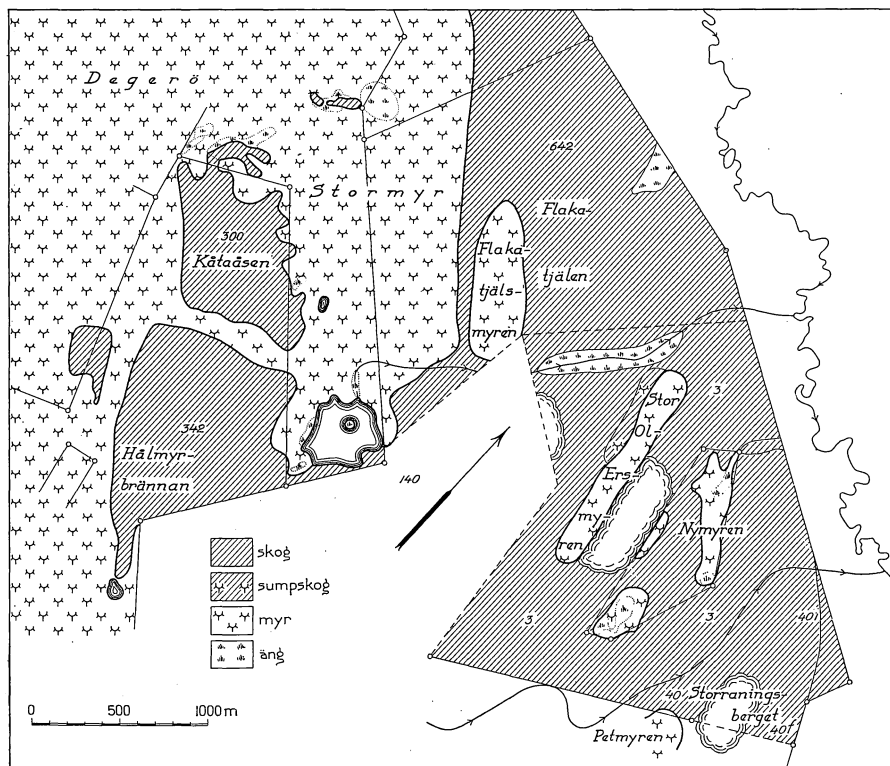 Degerö
642
Stormyr
Flaka-
tjälen
300
Kåtaåsen
Flaka-
tjäls-
myren
3
Stor
Ol-
Ers-
my-
ren
342
Hålmyr-
brännan
140
Nymyren
skog
sumpskog
myr
äng
3
3
401
40
Storranings-
berget
401
Petmyren
0 500 1000 m